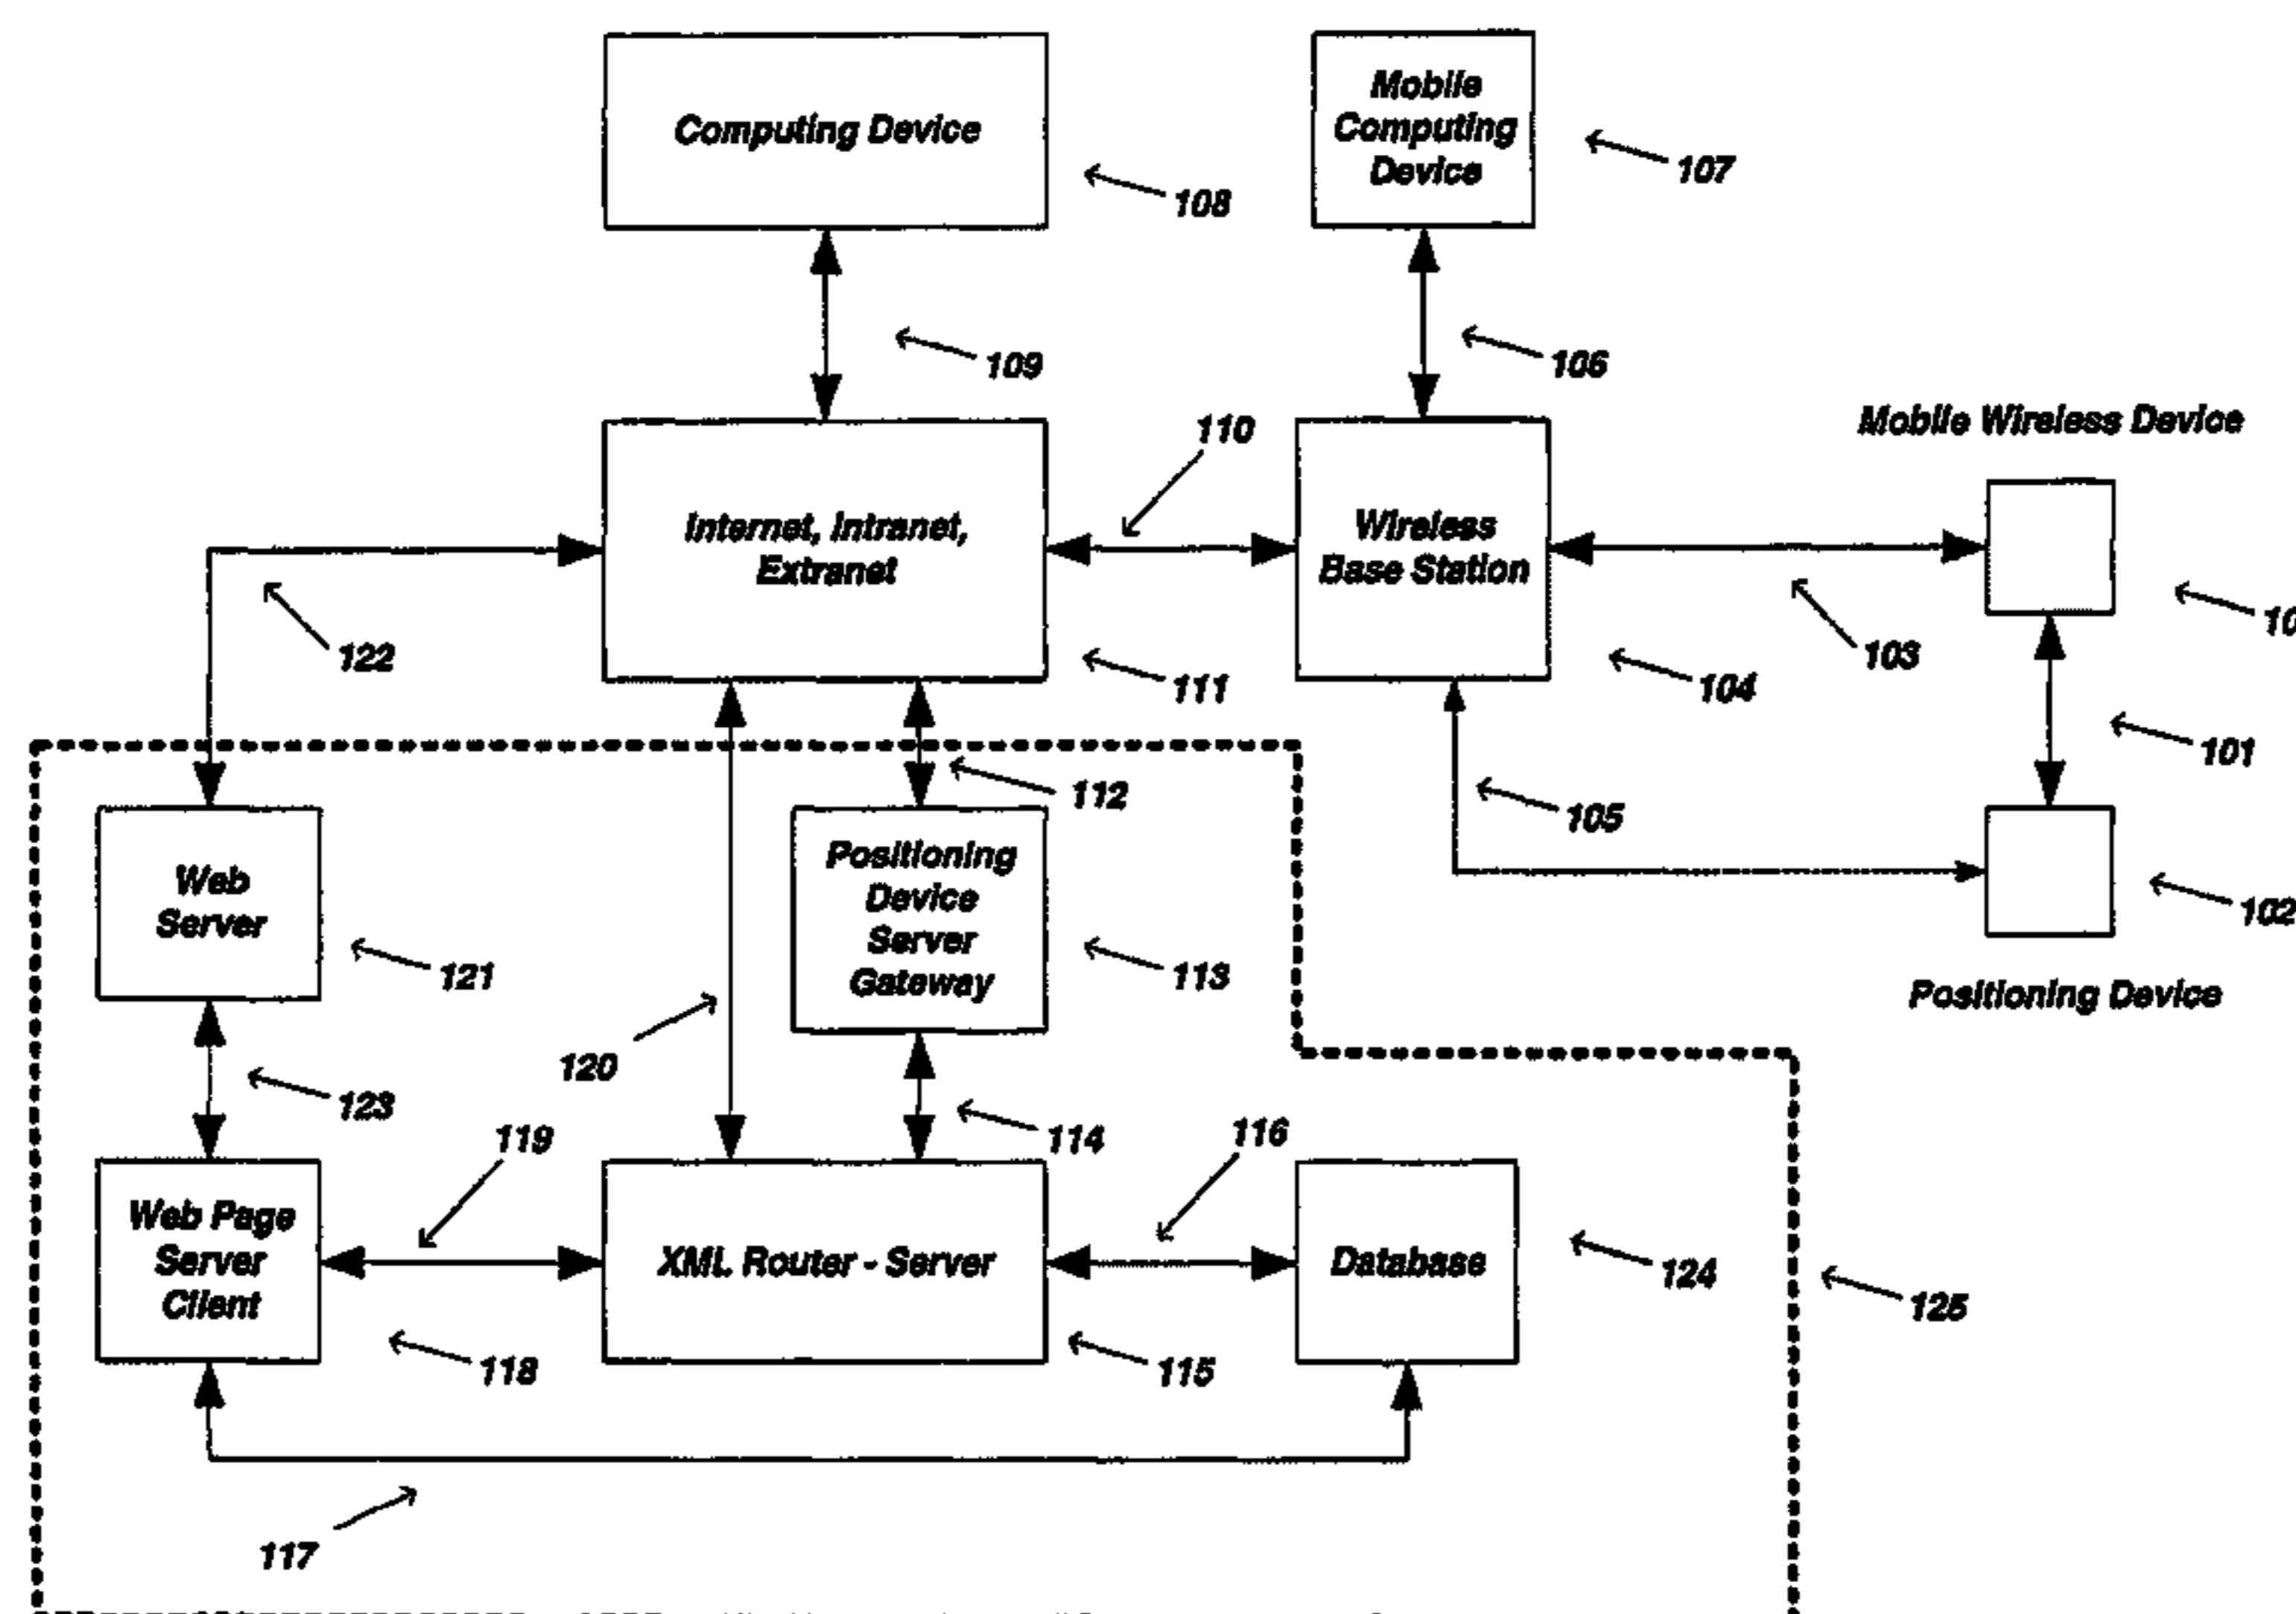 Computing Device
Mobile
Computing
Device
107
108
109
106
110
Mobile Wireless Device
Internet, Intranet,
Extranet
Wireless
Base Station
122
111
104
103
10
101
112
105
102
Web
Server
Positioning
Device
Server
Gateway
121
113
Positioning Device
120
123
119
114
116
Web Page
Server
Client
XML Router - Server
Database
124
125
118
115
117